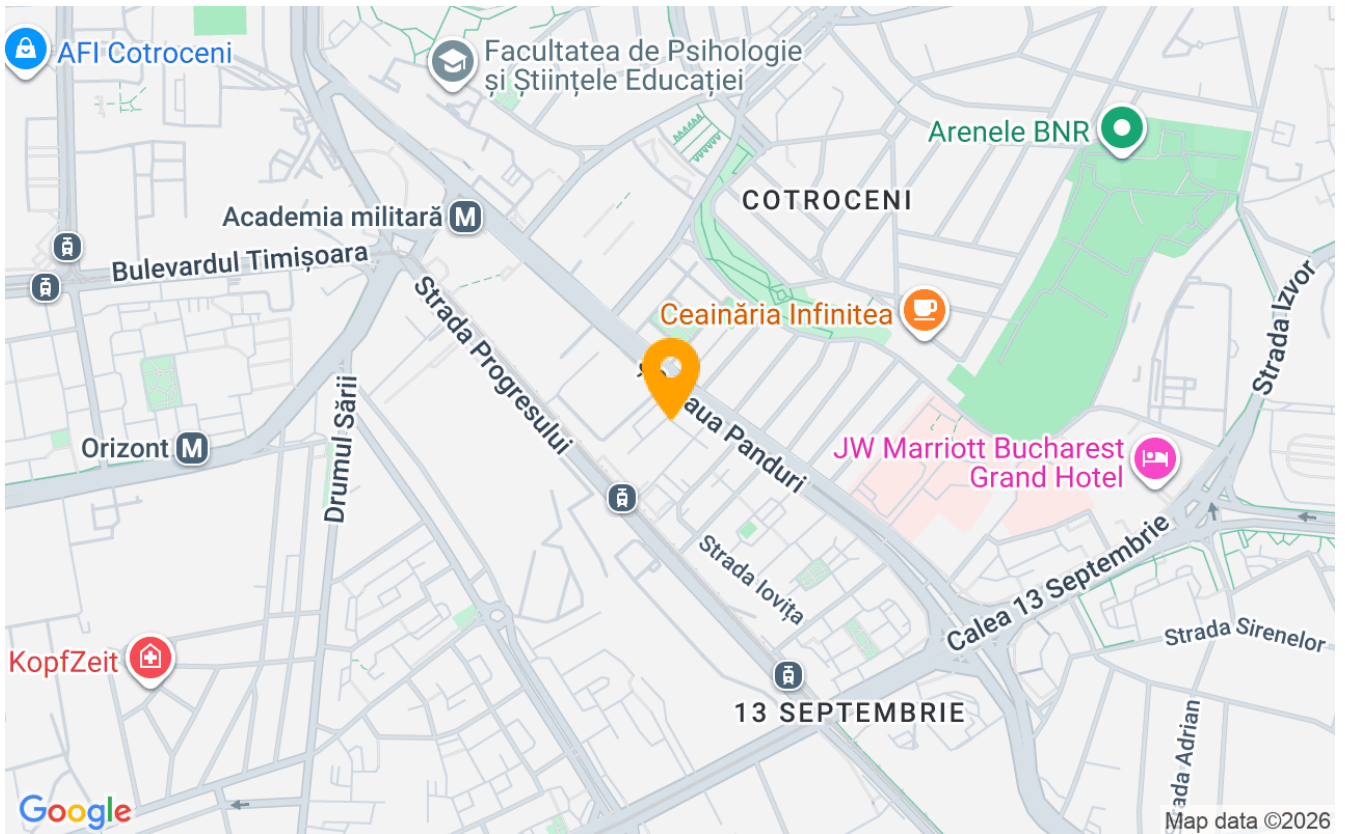 AFI Cotroceni
Facultatea de Psihologie
și Științele Educației
Arenele BNR
COTROCENI
Academia militară
M
Bulevardul Timișoara
Strada Izvor
Strada Progresului
Ceainăria Infinitea
aua Panduri
Drumul Sării
Orizont
M
JW Marriott Bucharest
Grand Hotel
Strada Iovița
Calea 13 Septembrie
Strada Sirenelor
KopfZeit
13 SEPTEMBRIE
ada Adrian
Google
Map data ©2026